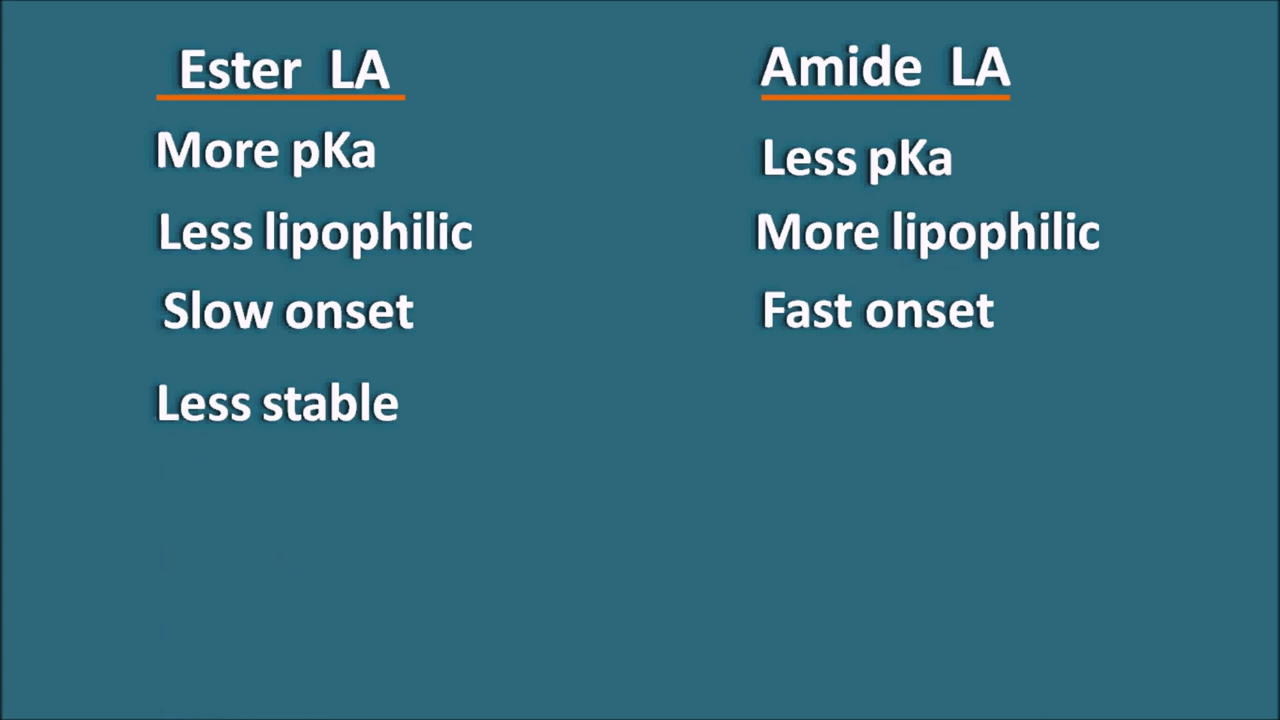 Ester LA
More pKa
Less lipophilic
Slow onset
Less stable
Amide LA
Less pKa
More lipophilic
Fast onset